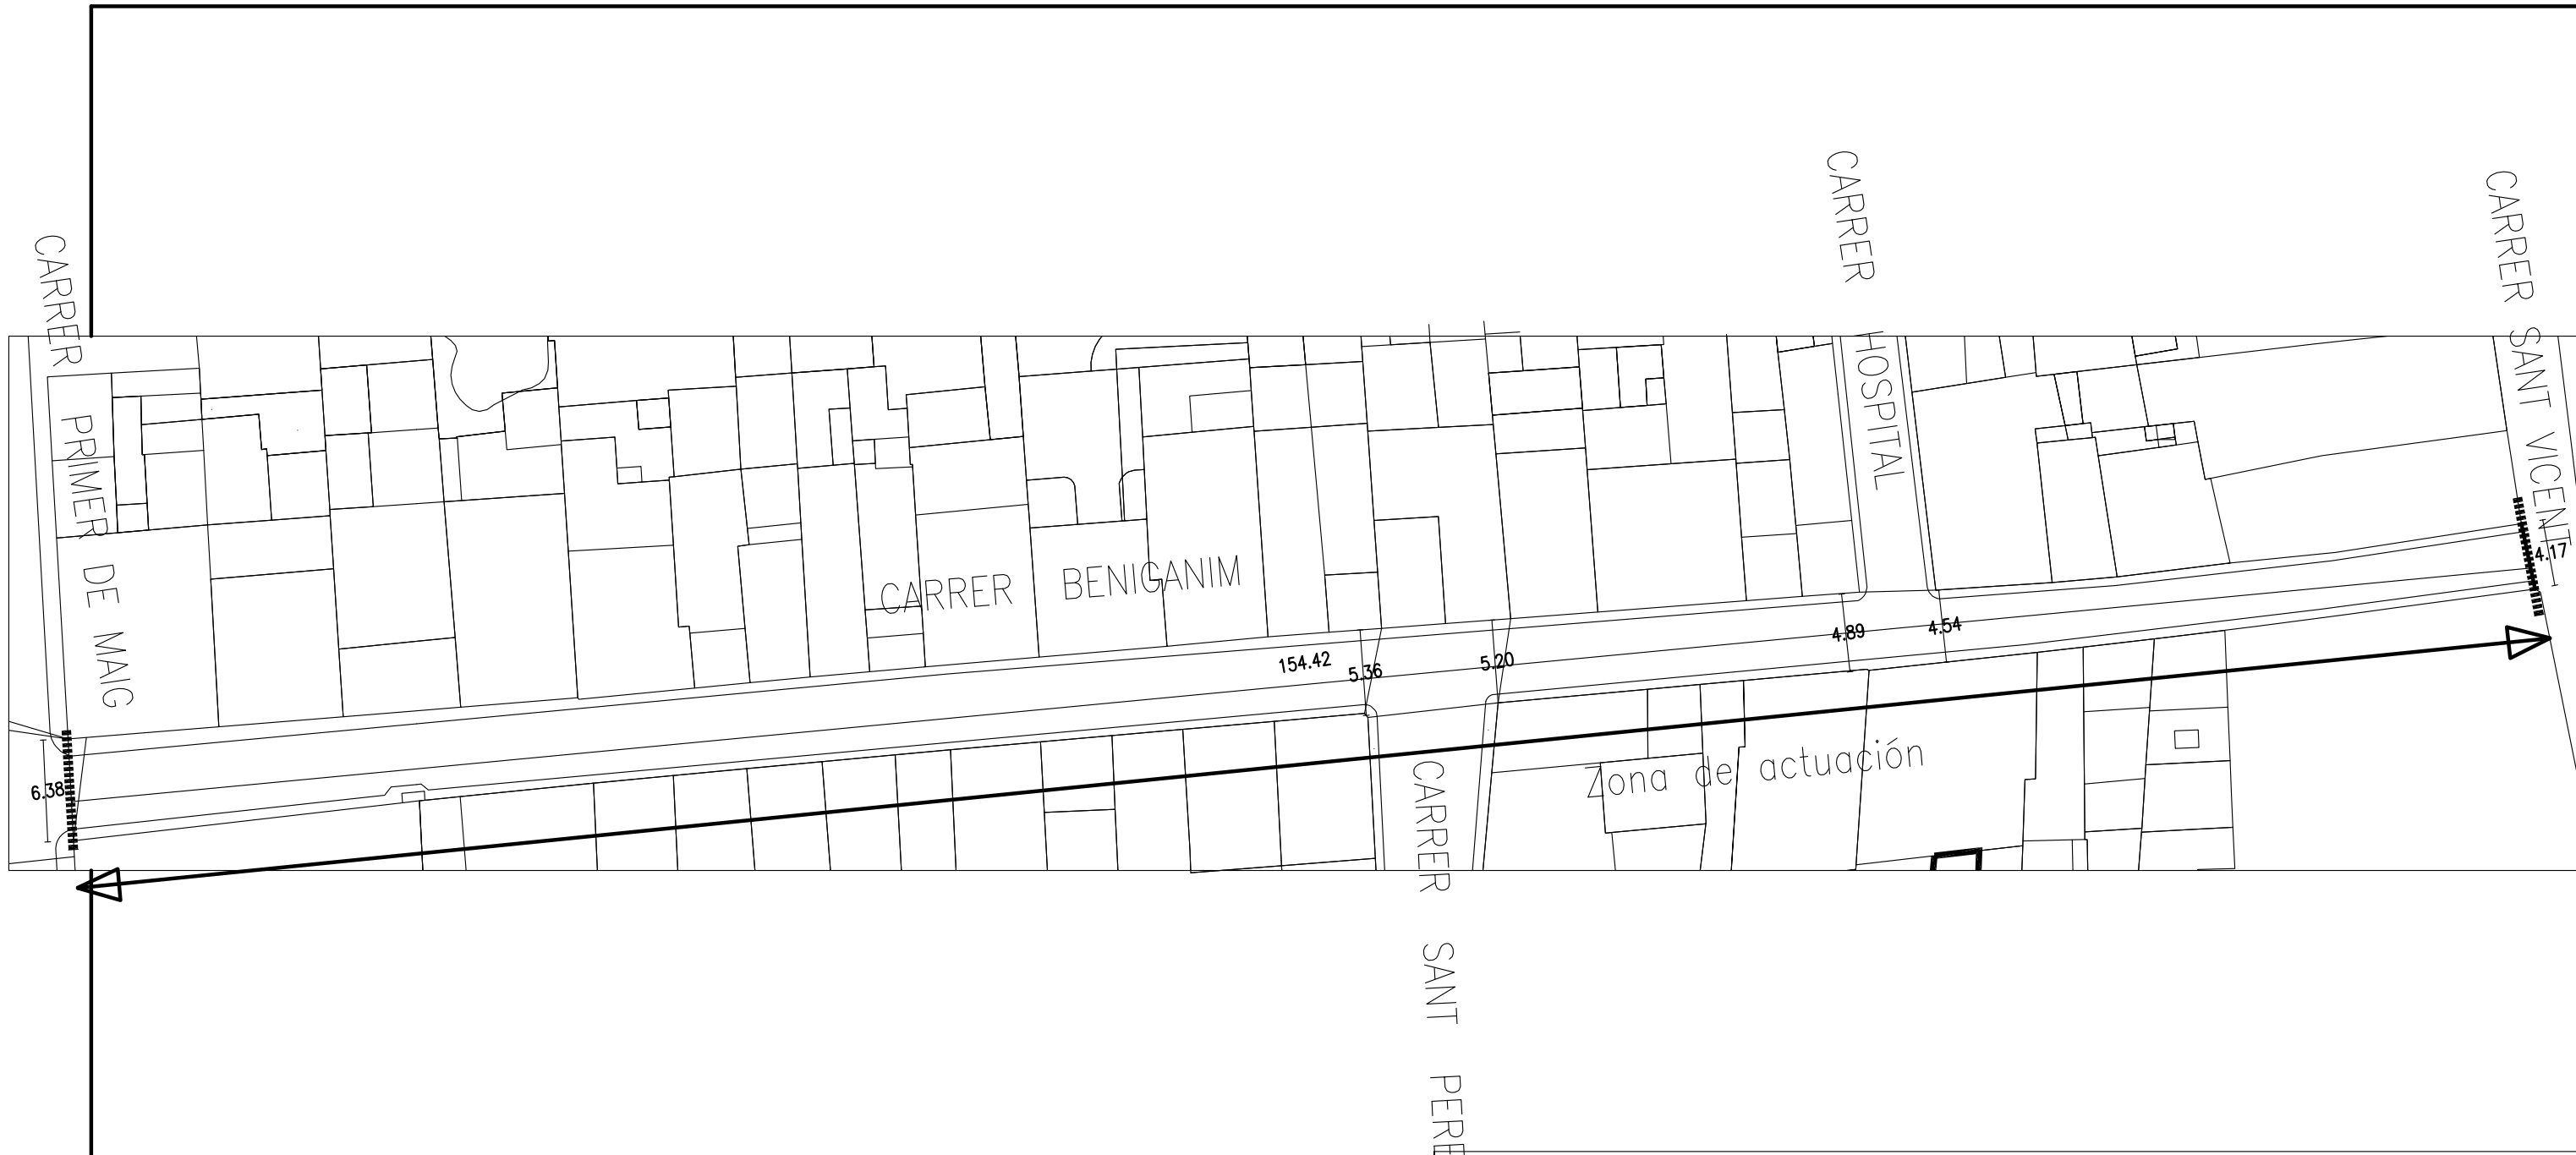 CARRER PRIMER DE MAIG
CARRER HOSPITAL
CARRER SANT VICENT
CARRER BENIGANIM
154.42
5.36
5.20
4.89
4.54
4.17
6.38
Zona de actuación
CARRER SANT PERE